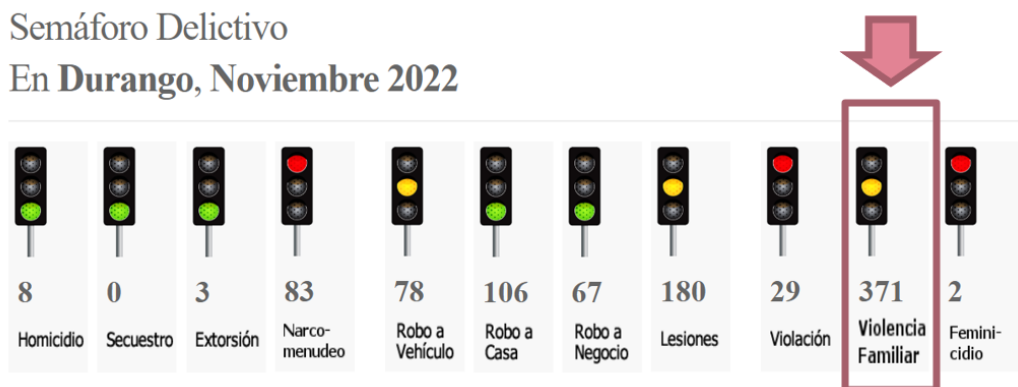 Semáforo Delictivo
En Durango, Noviembre 2022
8
0
3
83
78
106
67
180
29
371
2
Homicidio
Secuestro
Extorsión
Narco-
menudeo
Robo a
Vehículo
Robo a
Casa
Robo a
Negocio
Lesiones
Violación
Violencia
Familiar
Femini-
cidio